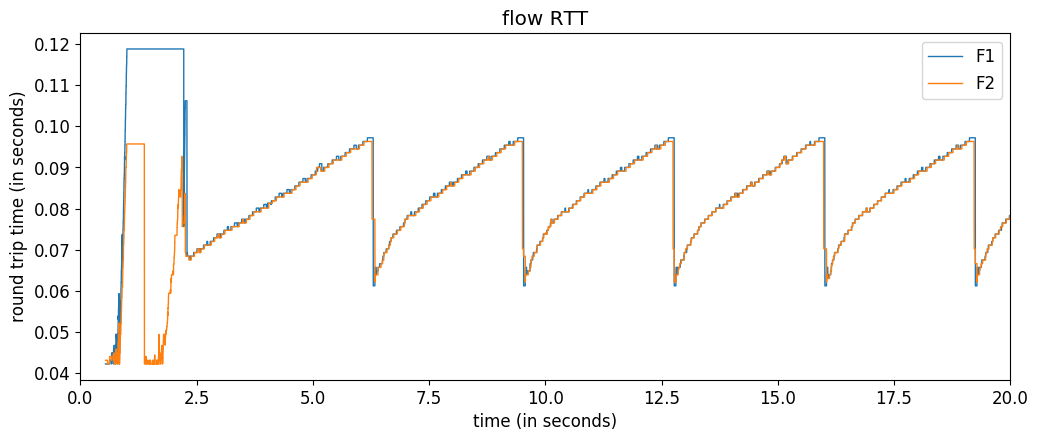 flow RTT
round trip time (in seconds)
0.12
0.11
0.10
0.09
0.08
0.07
0.06
0.05
0.04
F1
F2
0.0 2.5 5.0 7.5 10.0 12.5 15.0 17.5 20.0
time (in seconds)